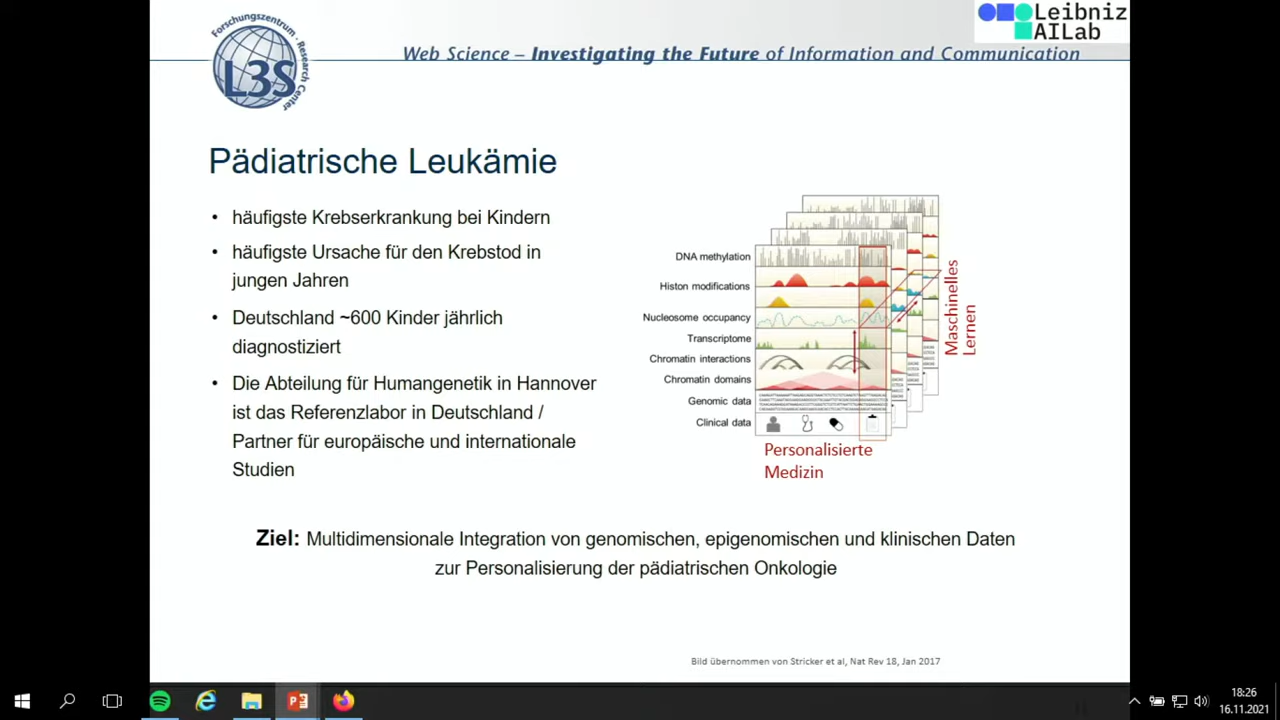 Forschungszentrum - Research Center
L3S
Leibniz
AILab
Web Science – Investigating the Future of Information and Communication
Pädiatrische Leukämie
• häufigste Krebserkrankung bei Kindern
• häufigste Ursache für den Krebstod in
jungen Jahren
• Deutschland ~600 Kinder jährlich
diagnostiziert
• Die Abteilung für Humangenetik in Hannover
ist das Referenzlabor in Deutschland /
Partner für europäische und internationale
Studien
DNA methylation
Histon modifications
Nucleosome occupancy
Transcriptome
Chromatin interactions
Chromatin domains
Genomic data
Clinical data
Maschinelles
Lernen
Personalisierte
Medizin
Ziel: Multidimensionale Integration von genomischen, epigenomischen und klinischen Daten
zur Personalisierung der pädiatrischen Onkologie
Bild übernommen von Stricker et al, Nat Rev 18, Jan 2017
18:26
16.11.2021